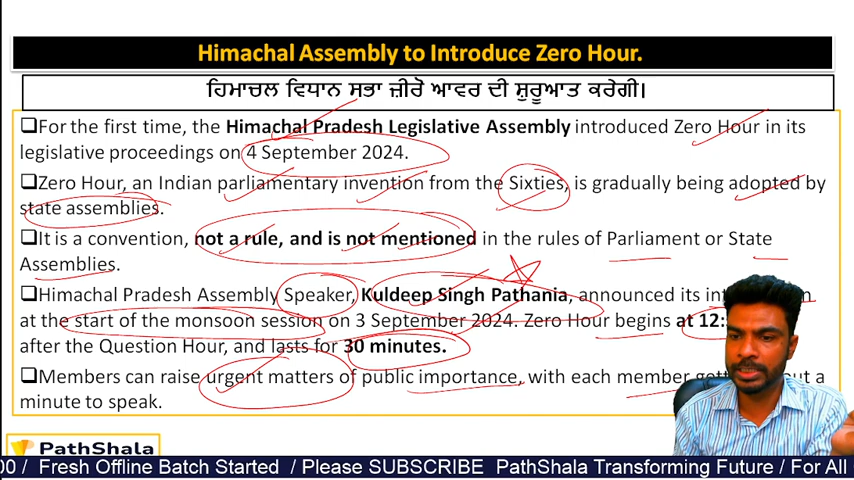 Himachal Assembly to Introduce Zero Hour.
ਹਿਮਾਚਲ ਵਿਧਾਨ ਸਭਾ ਜ਼ੀਰੋ ਆਵਰ ਦੀ ਸ਼ੁਰੂਆਤ ਕਰੇਗੀ।
For the first time, the Himachal Pradesh Legislative Assembly introduced Zero Hour in its
legislative proceedings on 4 September 2024.
Zero Hour, an Indian parliamentary invention from the Sixties, is gradually being adopted by
state assemblies.
It is a convention, not a rule, and is not mentioned in the rules of Parliament or State
Assemblies.
Himachal Pradesh Assembly Speaker, Kuldeep Singh Pathania, announced its
at the start of the monsoon session on 3 September 2024. Zero Hour begins at 12:
after the Question Hour, and lasts for 30 minutes.
Members can raise urgent matters of public importance, with each member a
minute to speak.
PathShala
/ Fresh Offline Batch Started / Please SUBSCRIBE PathShala Transforming Future / For All